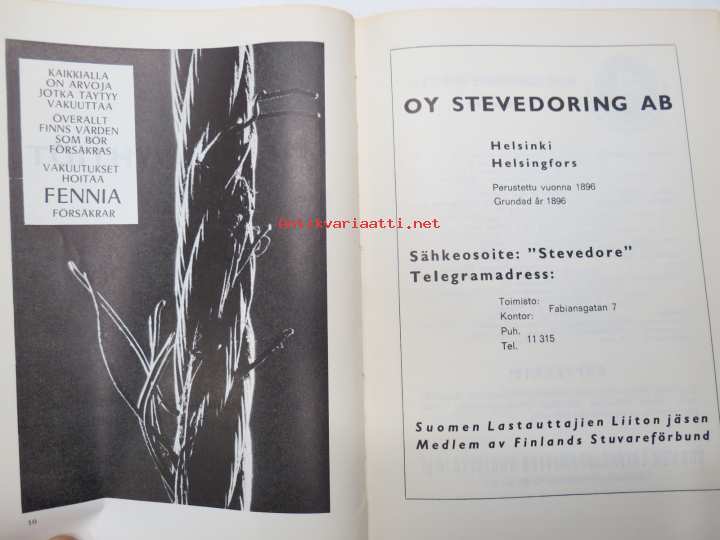 KAIKKIALLA
ON ARVOJA
JOTKA TÄYTYY
VAKUUTTAA
ÖVERALLT
FINNS VÄRDEN
SOM BÖR
FÖRSÄKRAS
VAKUUTUKSET
HOITAA
FENNIA
FÖRSÄKRAR
10
antikvariaatti.net
OY STEVEDORING AB
Helsinki
Helsingfors
Perustettu vuonna 1896
Grundad år 1896
Sähkeosoite: "Stevedore"
Telegramadress:
Toimisto:
Kontor: Fabiansgatan 7
Puh.
Tel. 11 315
Suomen Lastauttajien Liiton jäsen
Medlem av Finlands Stuvareförbund